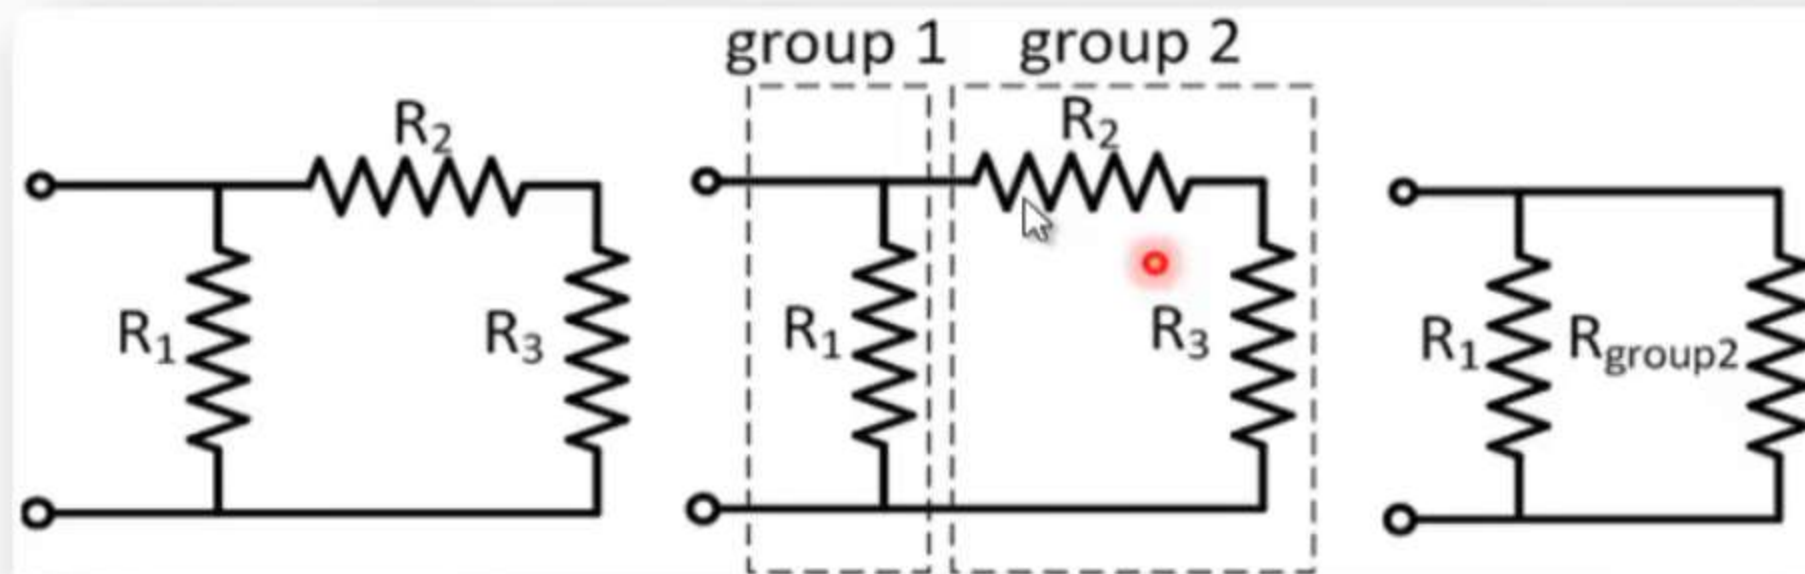 group 1 group 2
R₂
R₁
R₃
R₂
R₁
R₃
R₁
Rgroup2